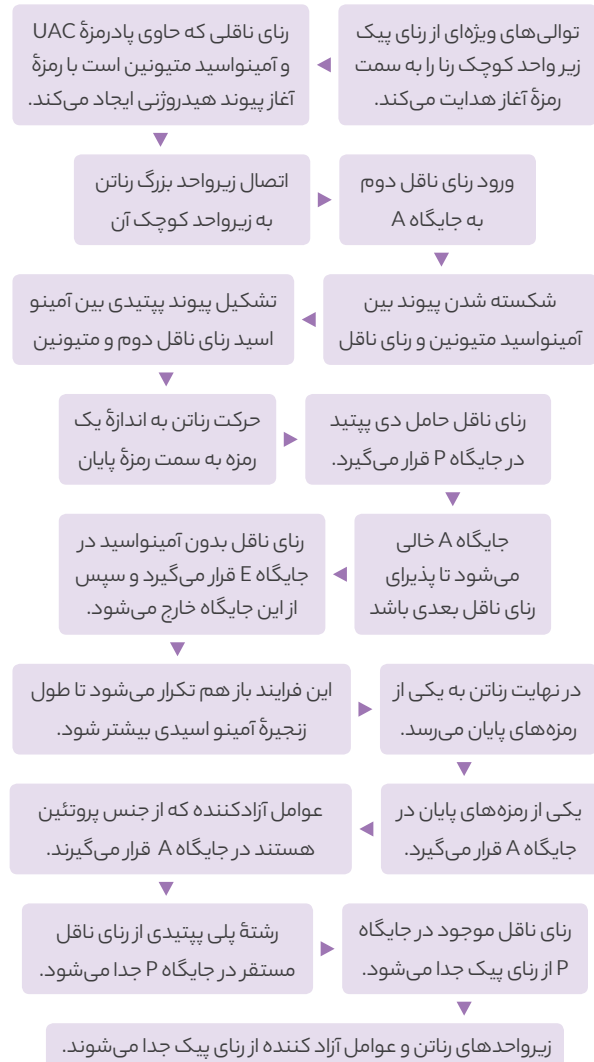 توالی‌های ویژه‌ای از رنای پیک
زیر واحد کوچک رنا را به سمت
رمزهٔ آغاز هدایت می‌کند.
رنای ناقلی که حاوی پادرمزهٔ UAC
و آمینواسید متیونین است با رمزهٔ
آغاز پیوند هیدروژنی ایجاد می‌کند.
اتصال زیرواحد بزرگ رناتن
به زیرواحد کوچک آن
ورود رنای ناقل دوم
به جایگاه A
شکسته شدن پیوند بین
آمینواسید متیونین و رنای ناقل
تشکیل پیوند پپتیدی بین آمینو
اسید رنای ناقل دوم و متیونین
حرکت رناتن به اندازهٔ یک
رمزه به سمت رمزهٔ پایان
رنای ناقل حامل دی پپتید
در جایگاه P قرار می‌گیرد.
جایگاه A خالی
می‌شود تا پذیرای
رنای ناقل بعدی باشد
رنای ناقل بدون آمینواسید در
جایگاه E قرار می‌گیرد و سپس
از این جایگاه خارج می‌شود.
این فرایند باز هم تکرار می‌شود تا طول
زنجیرهٔ آمینو اسیدی بیشتر شود.
در نهایت رناتن به یکی از
رمزه‌های پایان می‌رسد.
یکی از رمزه‌های پایان در
جایگاه A قرار می‌گیرد.
عوامل آزادکننده که از جنس پروتئین
هستند در جایگاه A قرار می‌گیرند.
رشتهٔ پلی پپتیدی از رنای ناقل
مستقر در جایگاه P جدا می‌شود.
رنای ناقل موجود در جایگاه
P از رنای پیک جدا می‌شود.
زیرواحدهای رناتن و عوامل آزاد کننده از رنای پیک جدا می‌شوند.